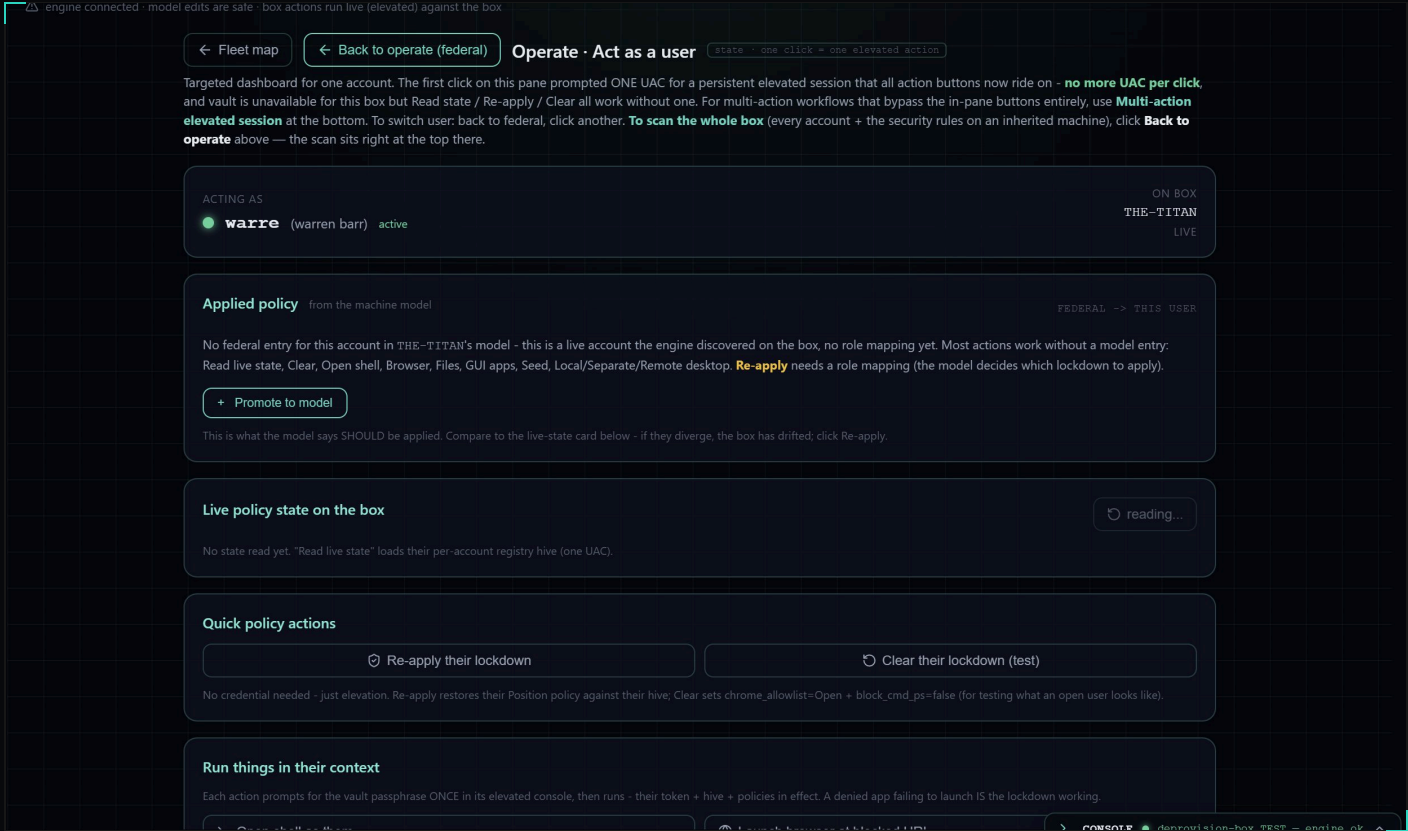 engine connected · model edits are safe · box actions run live (elevated) against the box
← Fleet map
← Back to operate (federal)
Operate · Act as a user
state · one click = one elevated action
Targeted dashboard for one account. The first click on this pane prompted ONE UAC for a persistent elevated session that all action buttons now ride on - no more UAC per click,
and vault is unavailable for this box but Read state / Re-apply / Clear all work without one. For multi-action workflows that bypass the in-pane buttons entirely, use Multi-action
elevated session at the bottom. To switch user: back to federal, click another. To scan the whole box (every account + the security rules on an inherited machine), click Back to
operate above — the scan sits right at the top there.
ACTING AS
warre (warren barr) active
ON BOX
THE-TITAN
LIVE
Applied policy from the machine model
FEDERAL -> THIS USER
No federal entry for this account in THE-TITAN's model - this is a live account the engine discovered on the box, no role mapping yet. Most actions work without a model entry:
Read live state, Clear, Open shell, Browser, Files, GUI apps, Seed, Local/Separate/Remote desktop. Re-apply needs a role mapping (the model decides which lockdown to apply).
+ Promote to model
This is what the model says SHOULD be applied. Compare to the live-state card below - if they diverge, the box has drifted; click Re-apply.
Live policy state on the box
reading...
No state read yet. "Read live state" loads their per-account registry hive (one UAC).
Quick policy actions
Re-apply their lockdown
Clear their lockdown (test)
No credential needed - just elevation. Re-apply restores their Position policy against their hive; Clear sets chrome_allowlist=Open + block_cmd_ps=false (for testing what an open user looks like).
Run things in their context
Each action prompts for the vault passphrase ONCE in its elevated console, then runs - their token + hive + policies in effect. A denied app failing to launch IS the lockdown working.
Open shell as them
Launch browser at blocked URL
CONSOLE deprovision-box TEST — engine ok